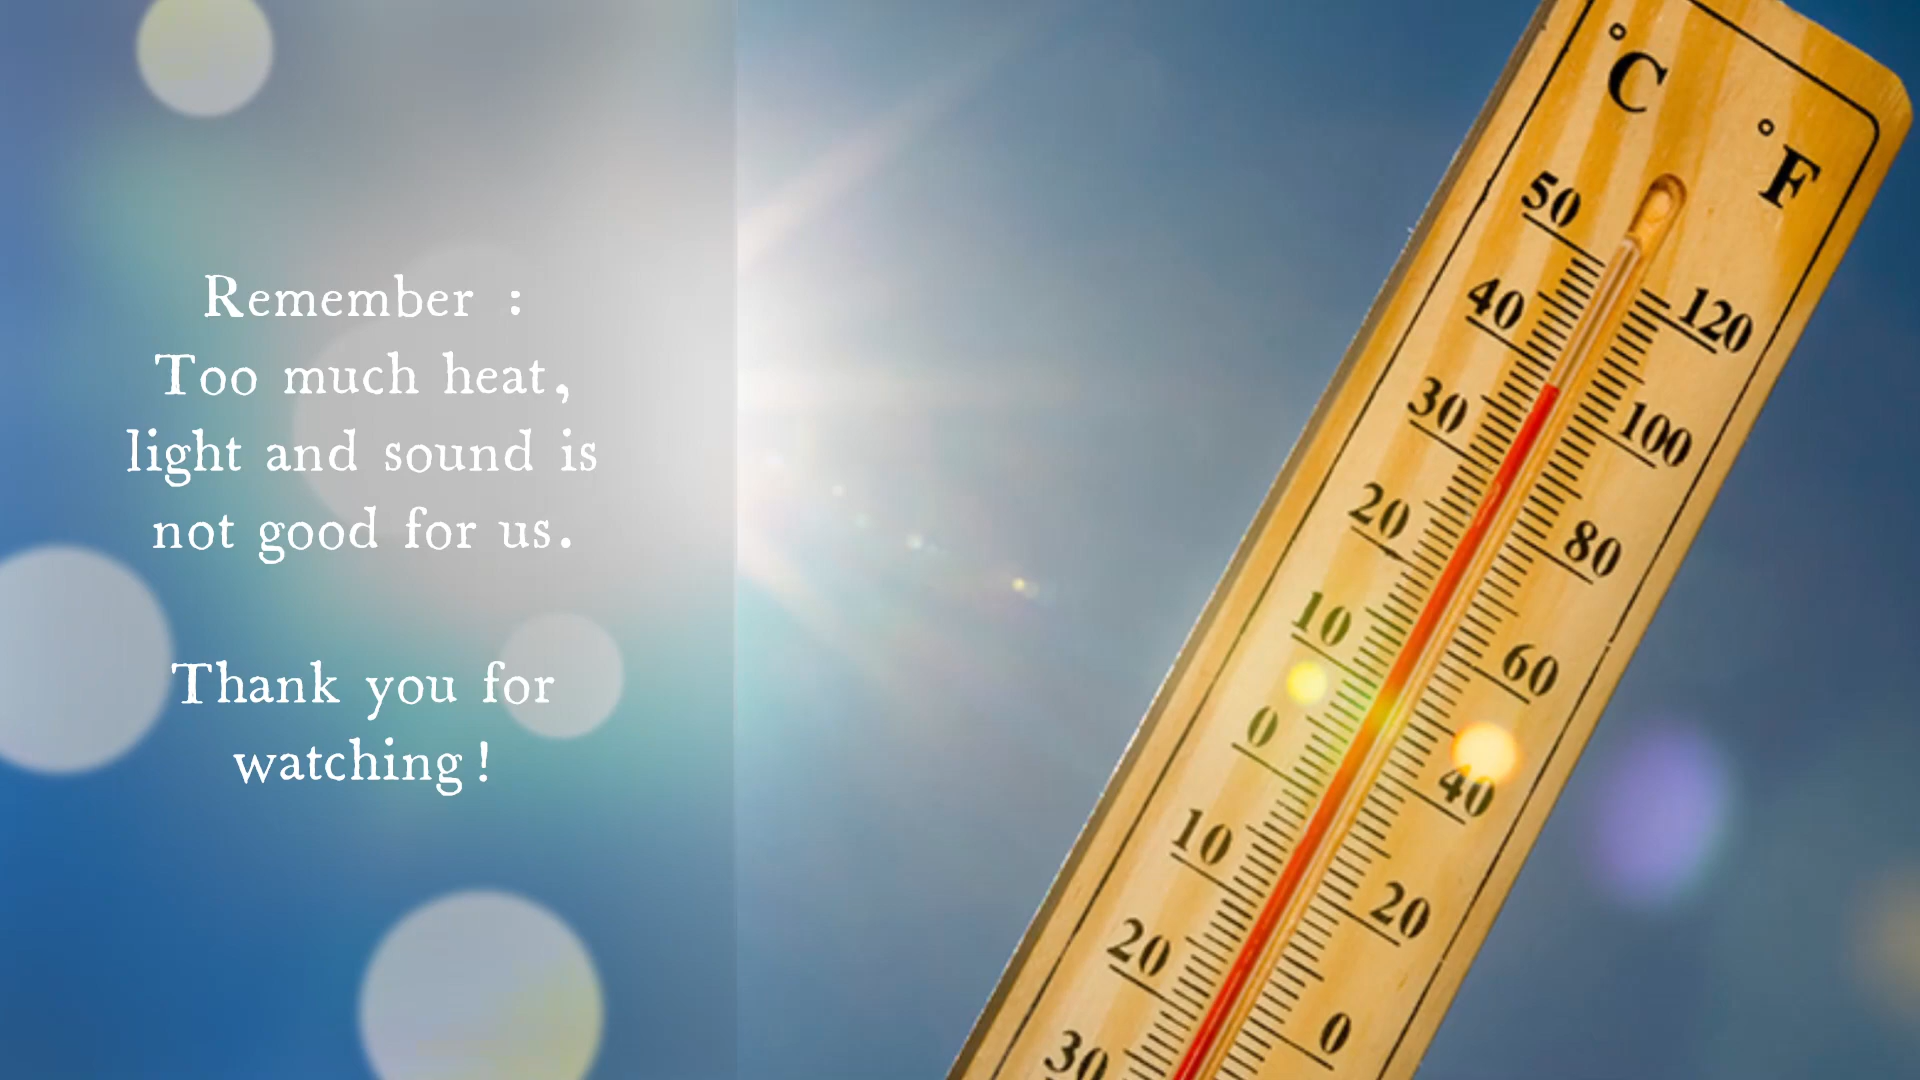 Remember :
Too much heat,
light and sound is
not good for us.
Thank you for
watching!
°C
°F
50
40
30
20
10
0
10
20
30
120
100
80
60
40
20
0